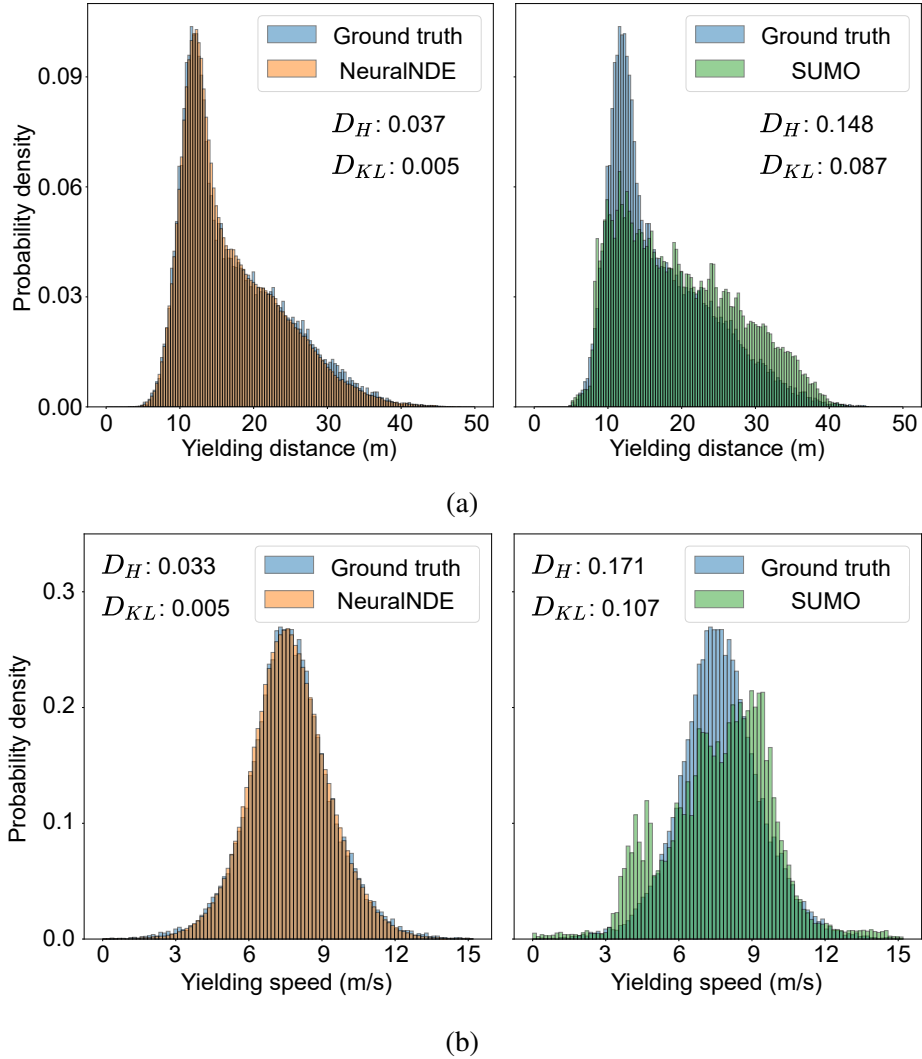 Ground truth
NeuralNDE
D_H: 0.037
D_KL: 0.005
Probability density
0.09
0.06
0.03
0.00
0 10 20 30 40 50
Yielding distance (m)
Ground truth
SUMO
D_H: 0.148
D_KL: 0.087
0 10 20 30 40 50
Yielding distance (m)
(a)
D_H: 0.033
D_KL: 0.005
Ground truth
NeuralNDE
Probability density
0.3
0.2
0.1
0.0
0 3 6 9 12 15
Yielding speed (m/s)
D_H: 0.171
D_KL: 0.107
Ground truth
SUMO
0 3 6 9 12 15
Yielding speed (m/s)
(b)